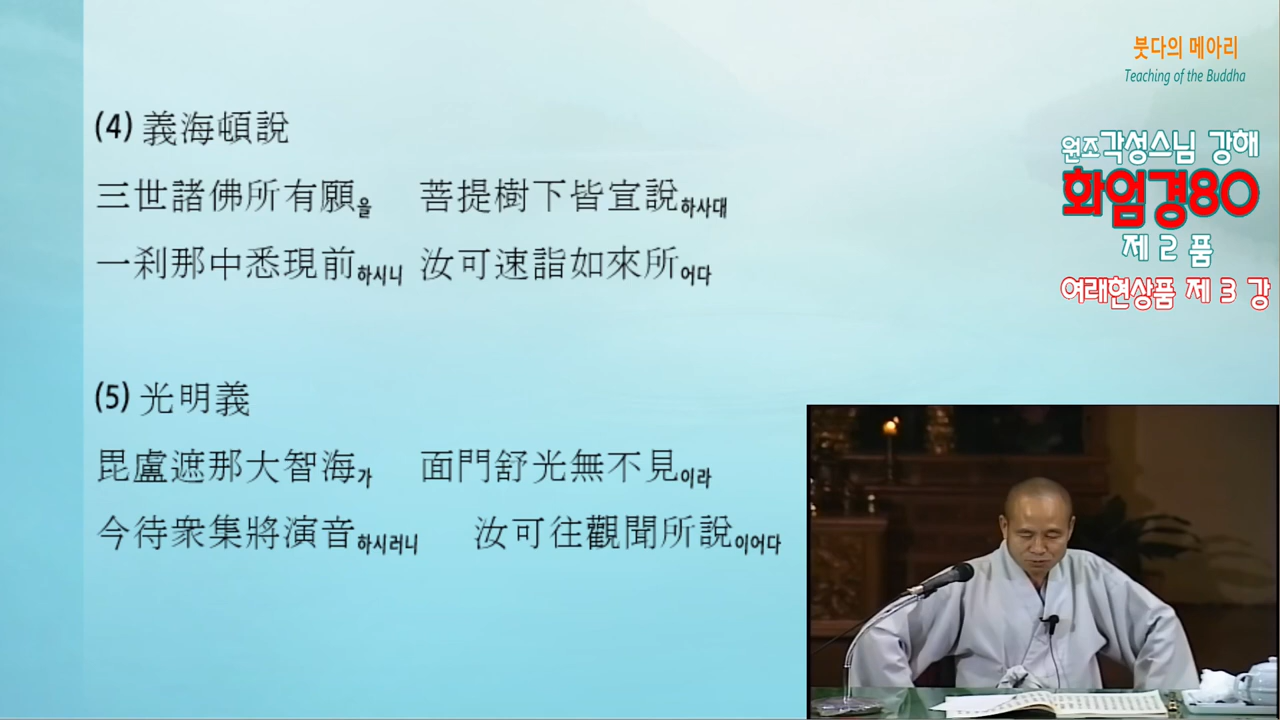 (4) 義海頓說
三世諸佛所有願을 菩提樹下皆宣說하사대
一刹那中悉現前하시니 汝可速詣如來所어다
(5) 光明義
毘盧遮那大智海가 面門舒光無不見이라
今待衆集將演音하시러니 汝可往觀聞所說이어다
붓다의 메아리
Teaching of the Buddha
원조각성스님 강해
화엄경80
제 2 품
여래현상품 제 3 강